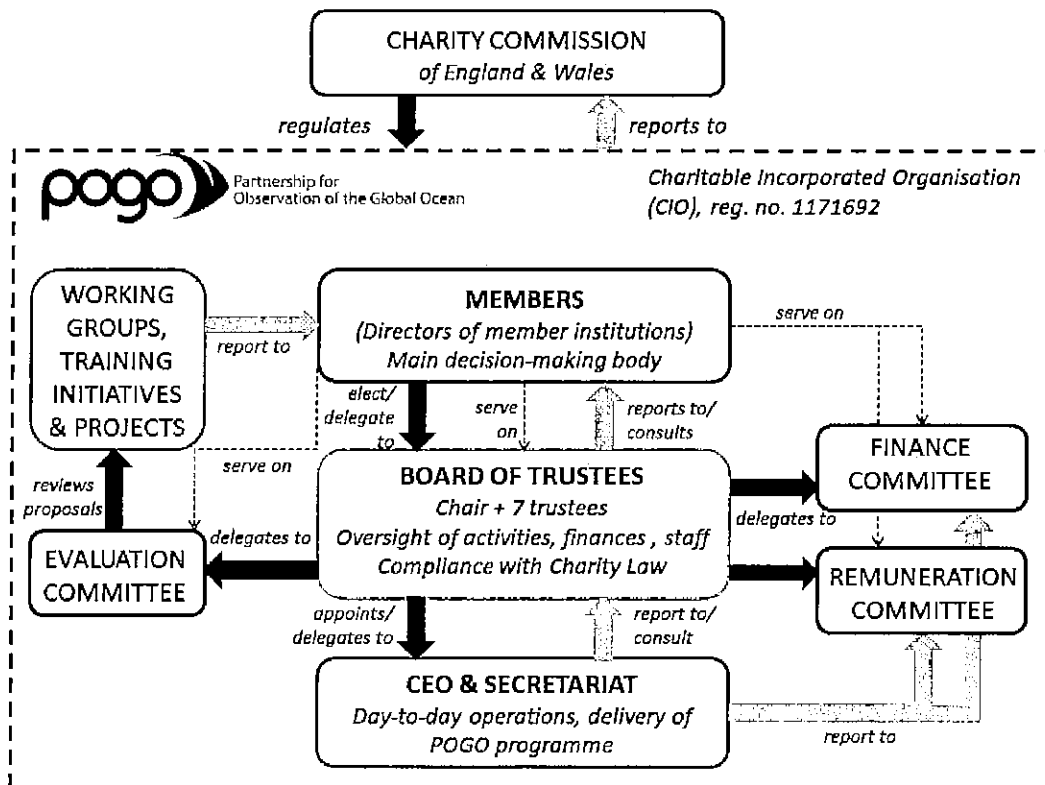 CHARITY COMMISSION
of England & Wales
regulates
reports to
pogo
Partnership for
Observation of the Global Ocean
Charitable Incorporated Organisation
(CIO), reg. no. 1171692
WORKING
GROUPS,
TRAINING
INITIATIVES
& PROJECTS
report to
MEMBERS
(Directors of member institutions)
Main decision-making body
serve on
elect/
delegate
to
serve
on
reports to/
consults
serve on
reviews
proposals
BOARD OF TRUSTEES
Chair + 7 trustees
Oversight of activities, finances , staff
Compliance with Charity Law
FINANCE
COMMITTEE
delegates to
delegates to
EVALUATION
COMMITTEE
REMUNERATION
COMMITTEE
appoints/
delegates to
report to/
consult
CEO & SECRETARIAT
Day-to-day operations, delivery of
POGO programme
report to